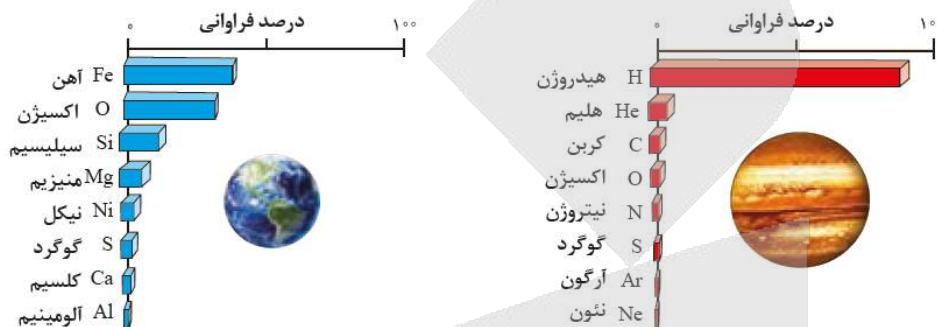 درصد فراوانی
۰ ۱۰۰
Fe آهن
O اکسیژن
Si سیلیسیم
Mg منیزیم
Ni نیکل
S گوگرد
Ca کلسیم
Al آلومینیم
درصد فراوانی
۰ ۱۰
H هیدروژن
He هلیم
C کربن
O اکسیژن
N نیتروژن
S گوگرد
Ar آرگون
Ne نئون